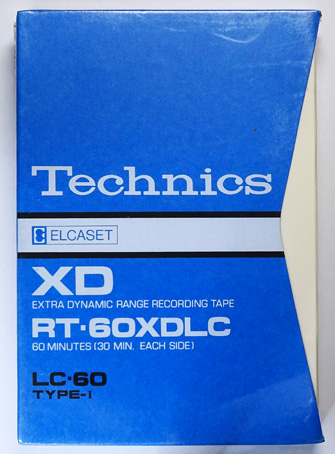 Technics
ELCASET
XD
EXTRA DYNAMIC RANGE RECORDING TAPE
RT·60XDLC
60 MINUTES (30 MIN. EACH SIDE)
LC·60
TYPE-I